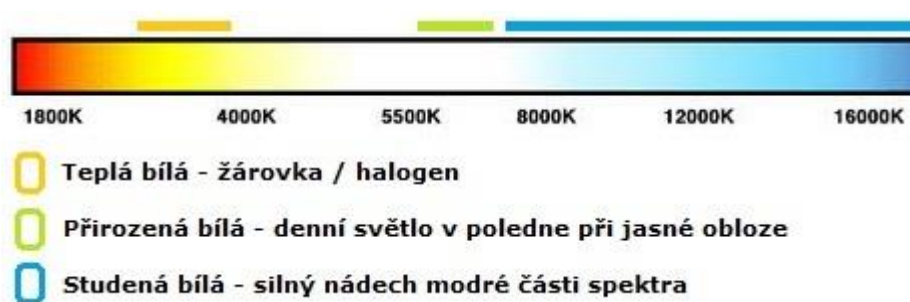 1800K 4000K 5500K 8000K 12000K 16000K
Teplá bílá - žárovka / halogen
Přirozená bílá - denní světlo v poledne při jasné obloze
Studená bílá - silný nádech modré části spektra